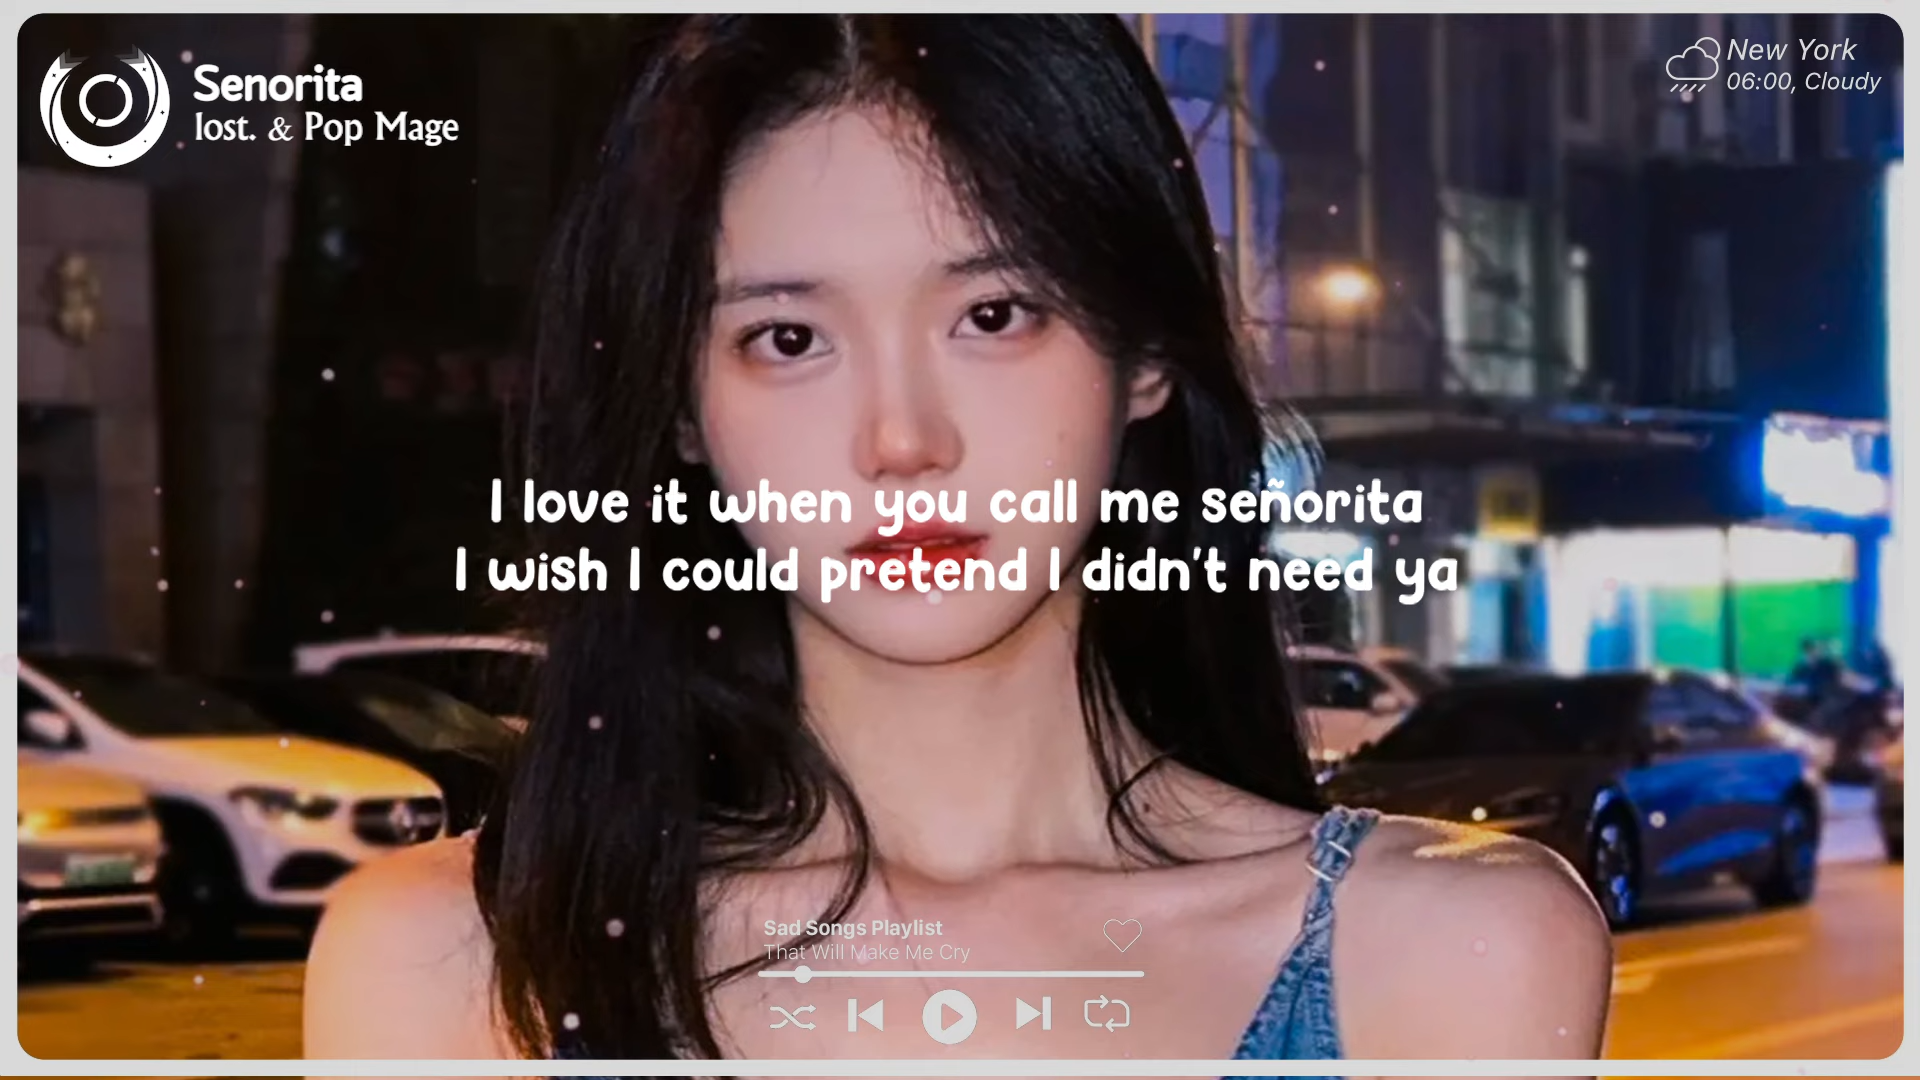 Senorita
lost. & Pop Mage
New York
06:00, Cloudy
I love it when you call me señorita
I wish I could pretend I didn't need ya
Sad Songs Playlist
That Will Make Me Cry